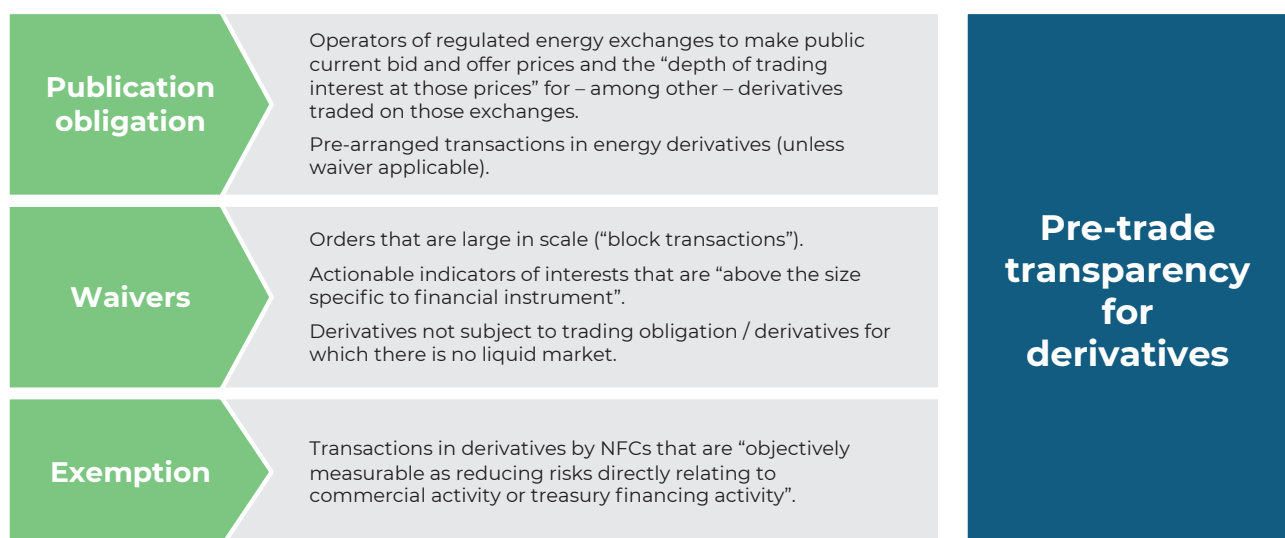 Publication
obligation
Operators of regulated energy exchanges to make public
current bid and offer prices and the “depth of trading
interest at those prices” for – among other – derivatives
traded on those exchanges.
Pre-arranged transactions in energy derivatives (unless
waiver applicable).
Waivers
Orders that are large in scale (“block transactions”).
Actionable indicators of interests that are “above the size
specific to financial instrument”.
Derivatives not subject to trading obligation / derivatives for
which there is no liquid market.
Exemption
Transactions in derivatives by NFCs that are “objectively
measurable as reducing risks directly relating to
commercial activity or treasury financing activity”.
Pre-trade
transparency
for
derivatives